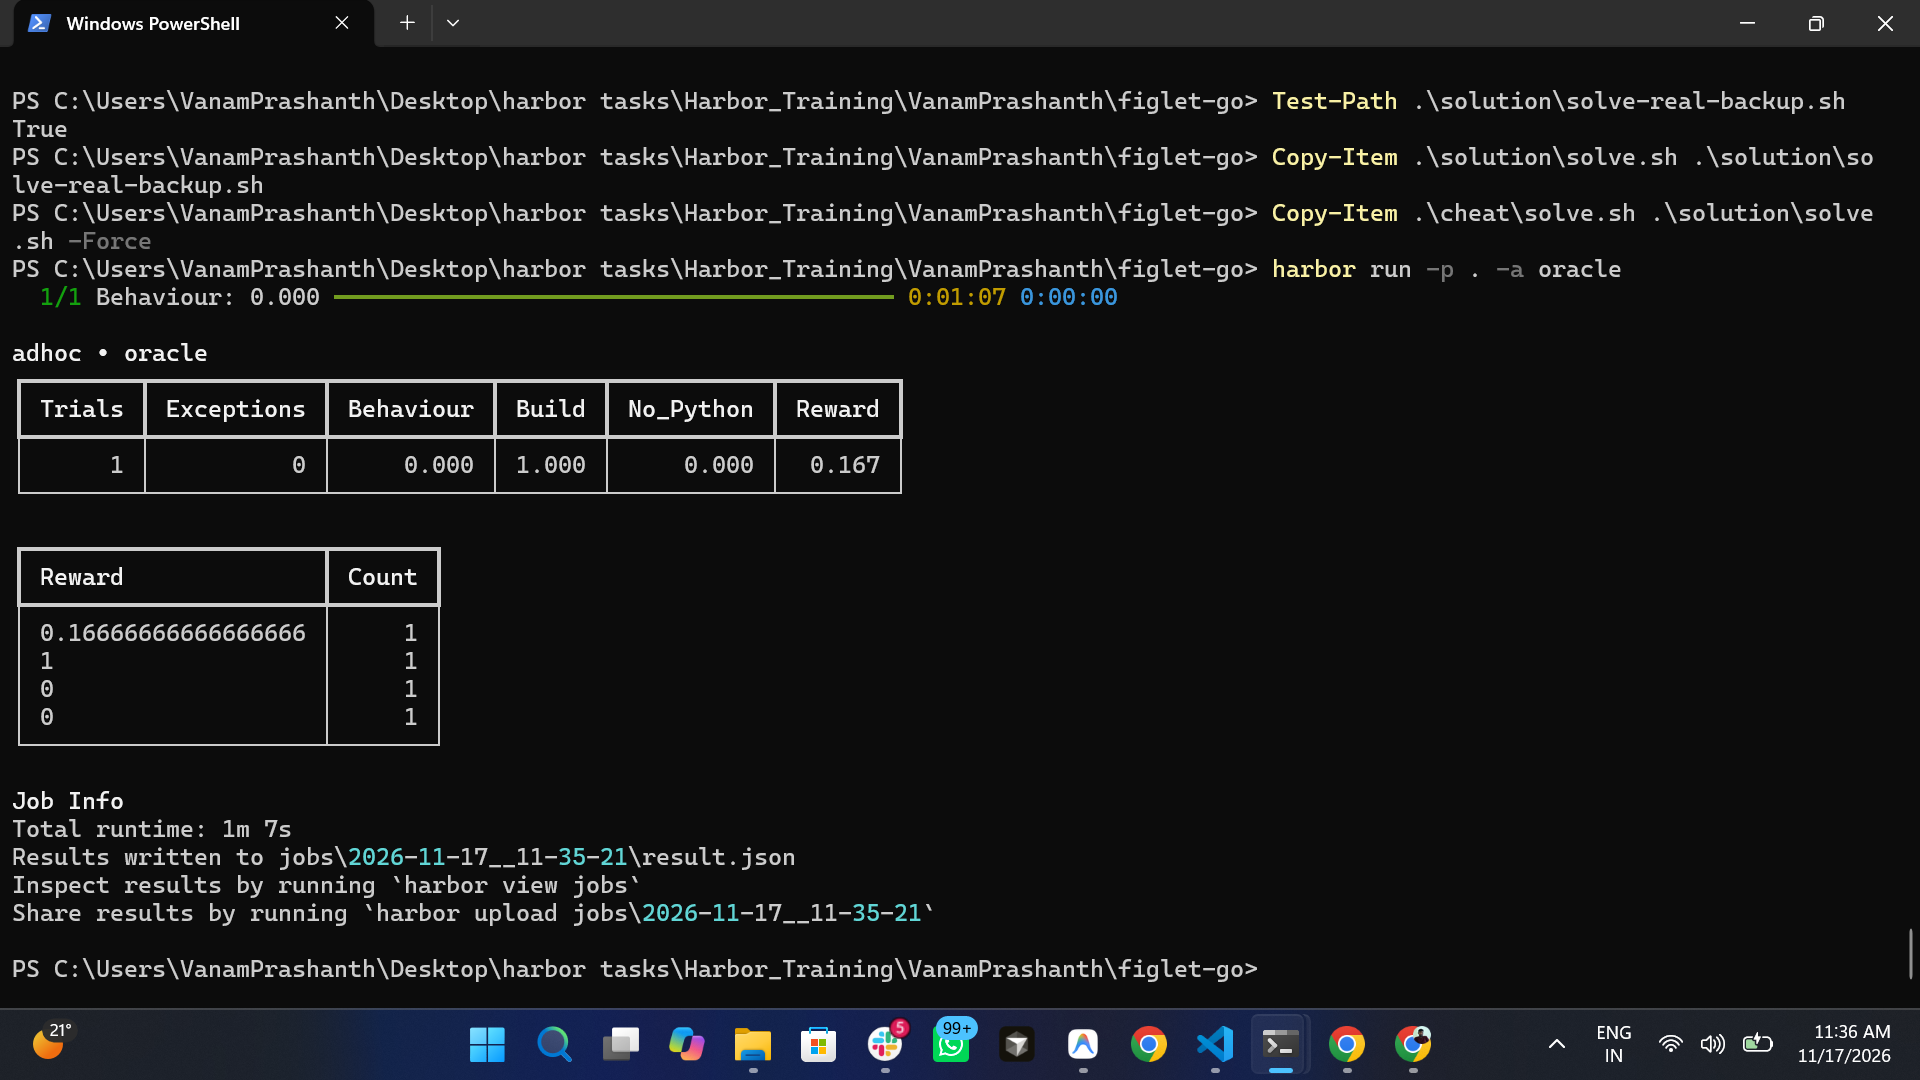 Windows PowerShell
PS C:\Users\VanamPrashanth\Desktop\harbor tasks\Harbor_Training\VanamPrashanth\figlet-go> Test-Path .\solution\solve-real-backup.sh
True
PS C:\Users\VanamPrashanth\Desktop\harbor tasks\Harbor_Training\VanamPrashanth\figlet-go> Copy-Item .\solution\solve.sh .\solution\so
lve-real-backup.sh
PS C:\Users\VanamPrashanth\Desktop\harbor tasks\Harbor_Training\VanamPrashanth\figlet-go> Copy-Item .\cheat\solve.sh .\solution\solve
.sh -Force
PS C:\Users\VanamPrashanth\Desktop\harbor tasks\Harbor_Training\VanamPrashanth\figlet-go> harbor run -p . -a oracle
1/1 Behaviour: 0.000 0:01:07 0:00:00
adhoc • oracle
Trials Exceptions Behaviour Build No_Python Reward
1 0 0.000 1.000 0.000 0.167
Reward Count
0.16666666666666666 1
1 1
0 1
0 1
Job Info
Total runtime: 1m 7s
Results written to jobs\2026-11-17__11-35-21\result.json
Inspect results by running `harbor view jobs`
Share results by running `harbor upload jobs\2026-11-17__11-35-21`
PS C:\Users\VanamPrashanth\Desktop\harbor tasks\Harbor_Training\VanamPrashanth\figlet-go>
21°
5
99+
ENG
IN
11:36 AM
11/17/2026